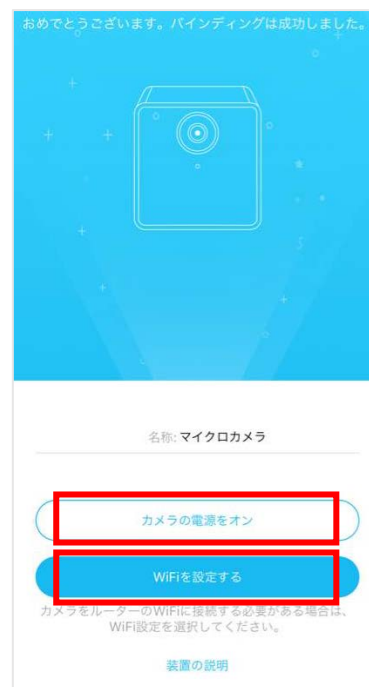 おめでとうございます。バインディングは成功しました。
名称: マイクロカメラ
カメラの電源をオン
WiFiを設定する
カメラをルーターのWiFiに接続する必要がある場合は、
WiFi設定を選択してください。
装置の説明